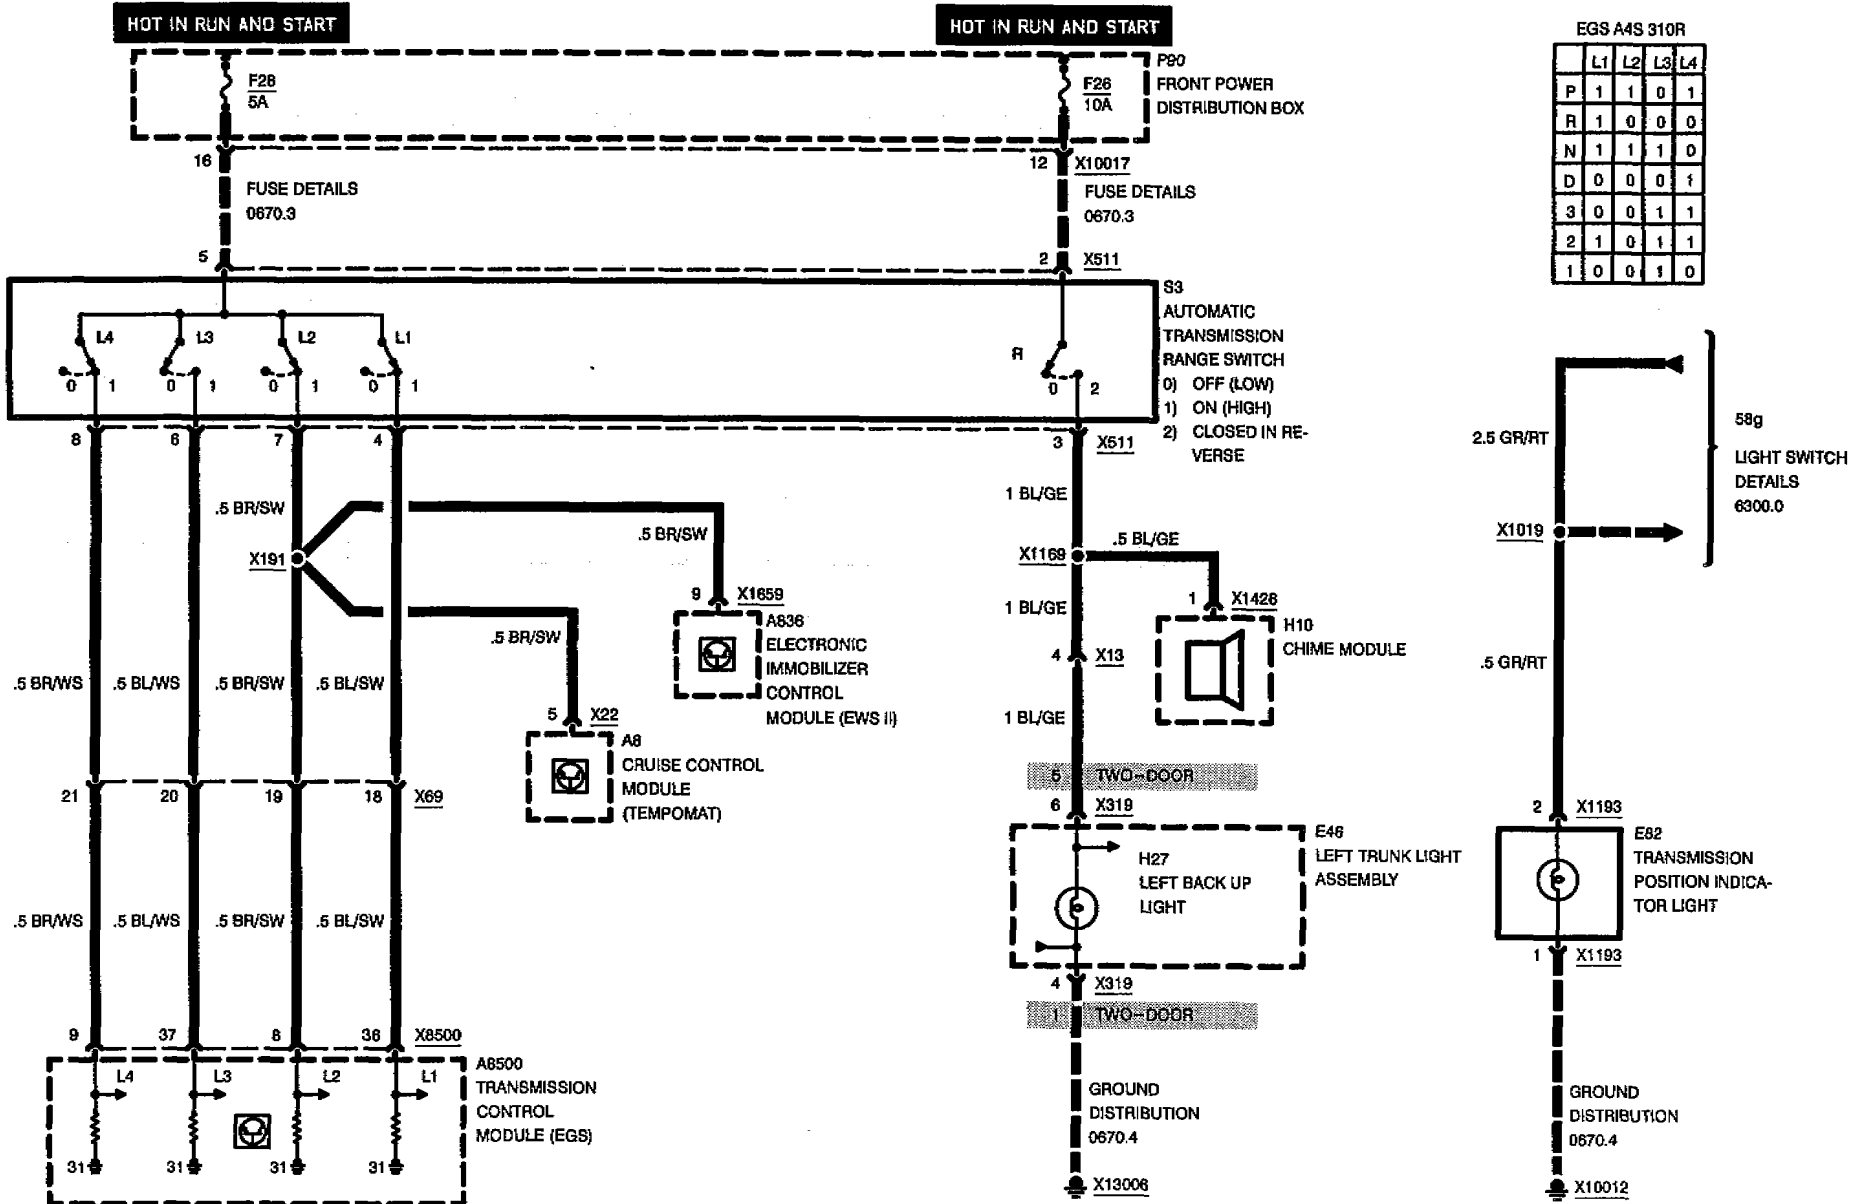 HOT IN RUN AND START
HOT IN RUN AND START
EGS A4S 310R
L1 L2 L3 L4
P 1 1 0 1
R 1 0 0 0
N 1 1 1 0
D 0 0 0 1
3 0 0 1 1
2 1 0 1 1
1 0 0 1 0
F28
5A
F26
10A
P90
FRONT POWER
DISTRIBUTION BOX
16
12 X10017
FUSE DETAILS
0670.3
FUSE DETAILS
0670.3
5
2 X511
S3
AUTOMATIC
TRANSMISSION
RANGE SWITCH
0) OFF (LOW)
1) ON (HIGH)
2) CLOSED IN RE-
VERSE
L4 L3 L2 L1
R
0 1 0 1 0 1 0 1
0 2
8 6 7 4
3 X511
58g
LIGHT SWITCH
DETAILS
6300.0
2.5 GR/RT
X1019
.5 BR/SW
.5 BR/SW
X191
1 BL/GE
X1169
.5 BL/GE
9 X1659
A836
ELECTRONIC
IMMOBILIZER
CONTROL
MODULE (EWS II)
1 BL/GE
1 X1428
H10
CHIME MODULE
.5 BR/SW
4 X13
.5 GR/RT
.5 BR/WS .5 BL/WS .5 BR/SW .5 BL/SW
5 X22
A8
CRUISE CONTROL
MODULE
(TEMPOMAT)
1 BL/GE
5 TWO-DOOR
6 X319
21 20 19 18 X69
2 X1193
E46
LEFT TRUNK LIGHT
ASSEMBLY
H27
LEFT BACK UP
LIGHT
E82
TRANSMISSION
POSITION INDICA-
TOR LIGHT
.5 BR/WS .5 BL/WS .5 BR/SW .5 BL/SW
1 X1193
4 X319
1 TWO-DOOR
9 37 8 36 X8500
L4 L3 L2 L1
A8500
TRANSMISSION
CONTROL
MODULE (EGS)
31 31 31 31
GROUND
DISTRIBUTION
0670.4
GROUND
DISTRIBUTION
0670.4
X13006
X10012